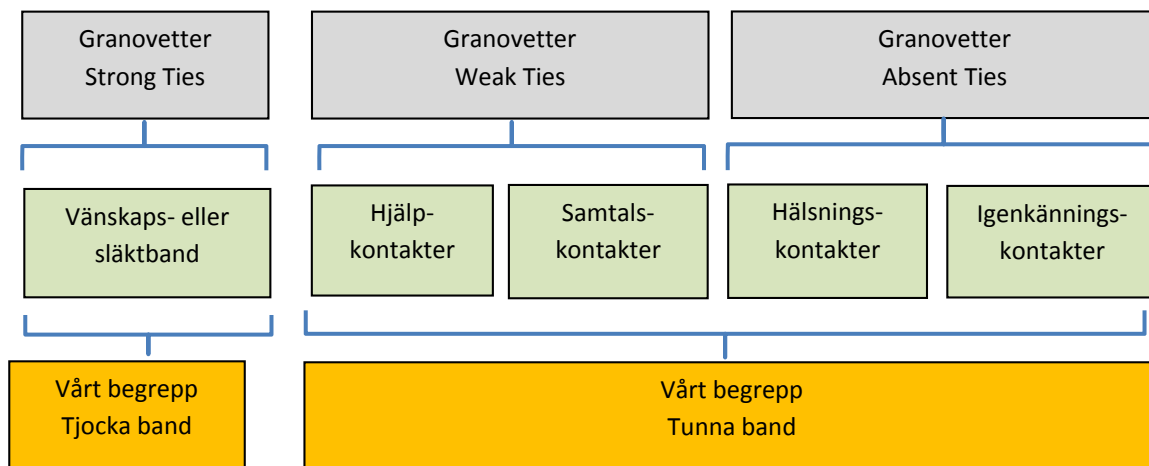 Granovetter
Strong Ties
Granovetter
Weak Ties
Granovetter
Absent Ties
Vänskaps- eller
släktband
Hjälp-
kontakter
Samtals-
kontakter
Hälsnings-
kontakter
Igenkännings-
kontakter
Vårt begrepp
Tjocka band
Vårt begrepp
Tunna band